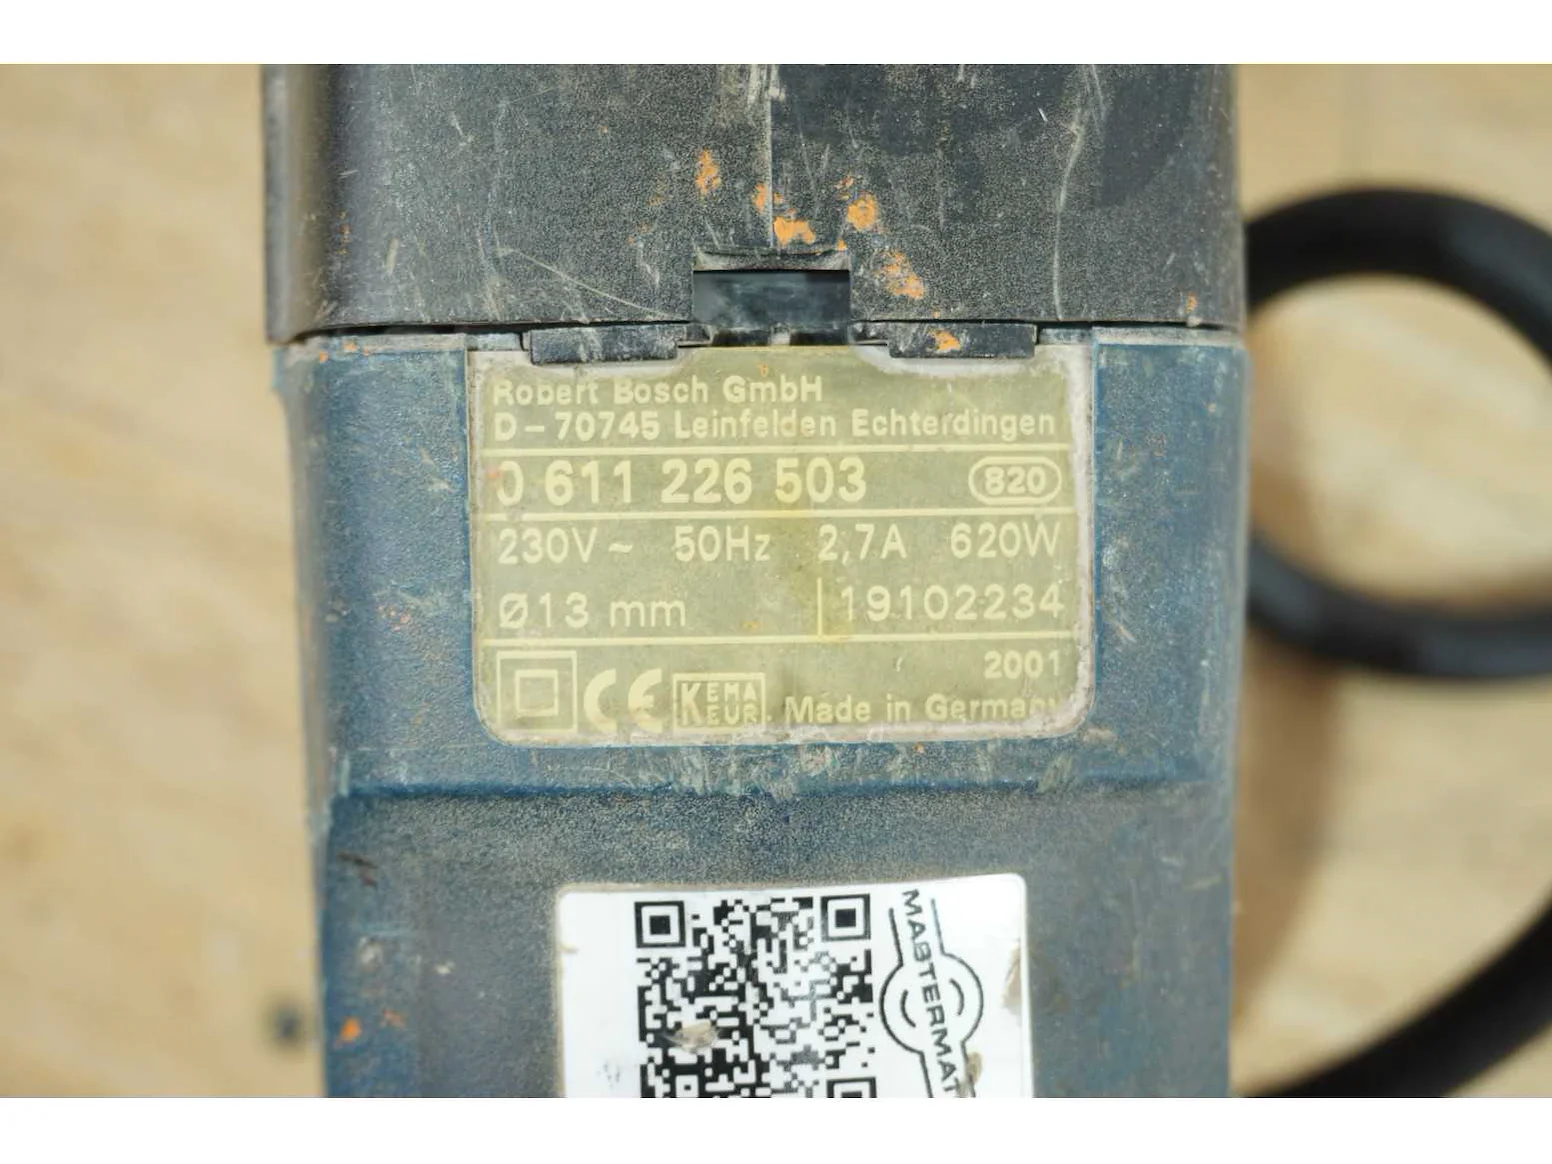 Robert Bosch GmbH
D-70745 Leinfelden Echterdingen
0 611 226 503 820
230V~ 50Hz 2,7A 620W
Ø13 mm 19102234
2001
CE KEMA KEUR Made in Germany
MASTERMAT